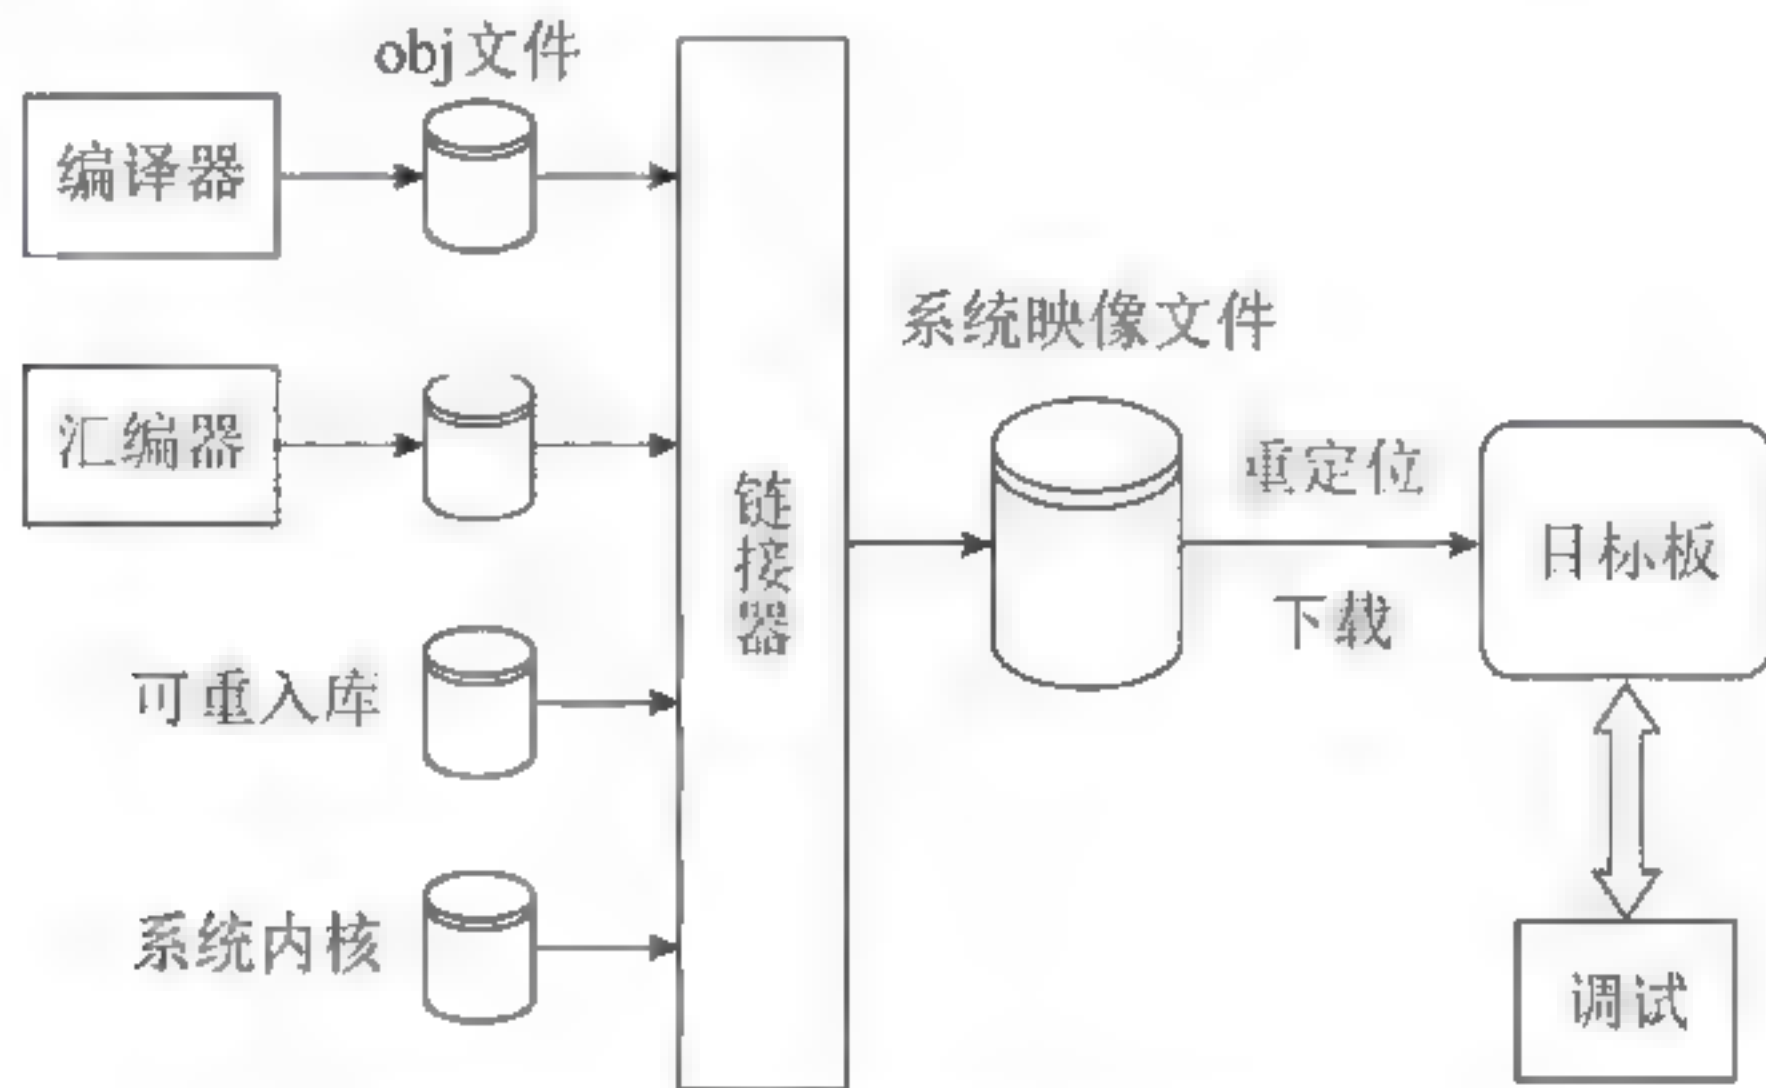 obj文件
编译器
系统映像文件
汇编器
重定位
链接器
目标板
下载
可重入库
系统内核
调试